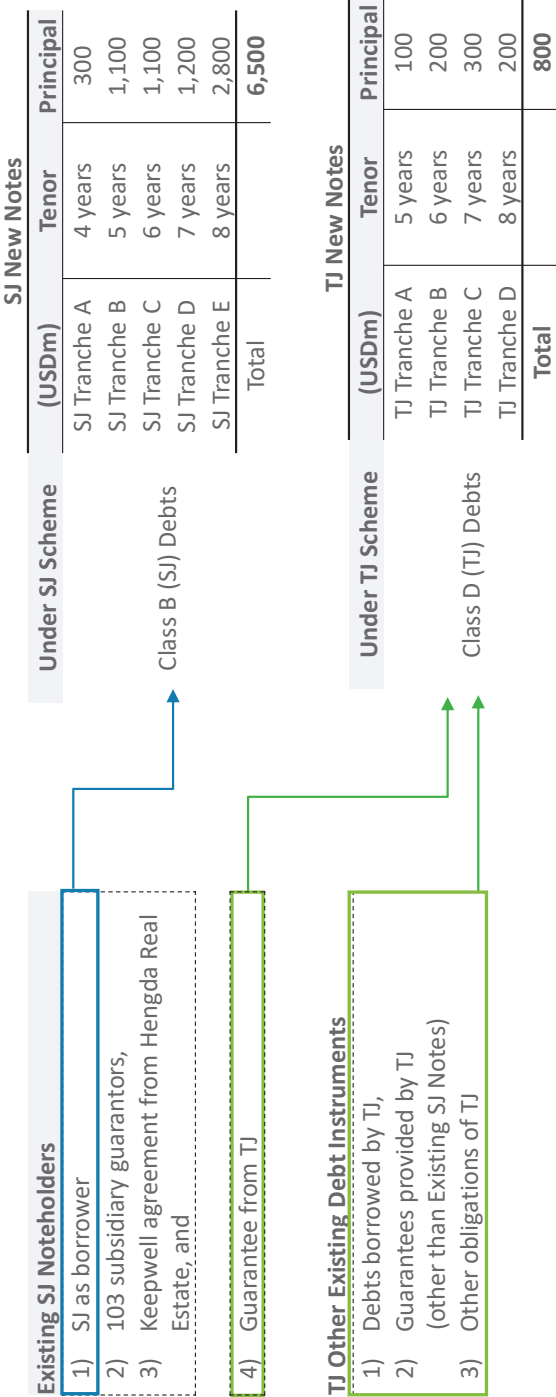 Existing SJ Noteholders
1) SJ as borrower
2) 103 subsidiary guarantors,
3) Keepwell agreement from Hengda Real
Estate, and
4) Guarantee from TJ
TJ Other Existing Debt Instruments
1) Debts borrowed by TJ,
2) Guarantees provided by TJ
(other than Existing SJ Notes)
3) Other obligations of TJ
Under SJ Scheme
Class B (SJ) Debts
Under TJ Scheme
Class D (TJ) Debts
SJ New Notes
(USDm) Tenor Principal
SJ Tranche A 4 years 300
SJ Tranche B 5 years 1,100
SJ Tranche C 6 years 1,100
SJ Tranche D 7 years 1,200
SJ Tranche E 8 years 2,800
Total 6,500
TJ New Notes
(USDm) Tenor Principal
TJ Tranche A 5 years 100
TJ Tranche B 6 years 200
TJ Tranche C 7 years 300
TJ Tranche D 8 years 200
Total 800